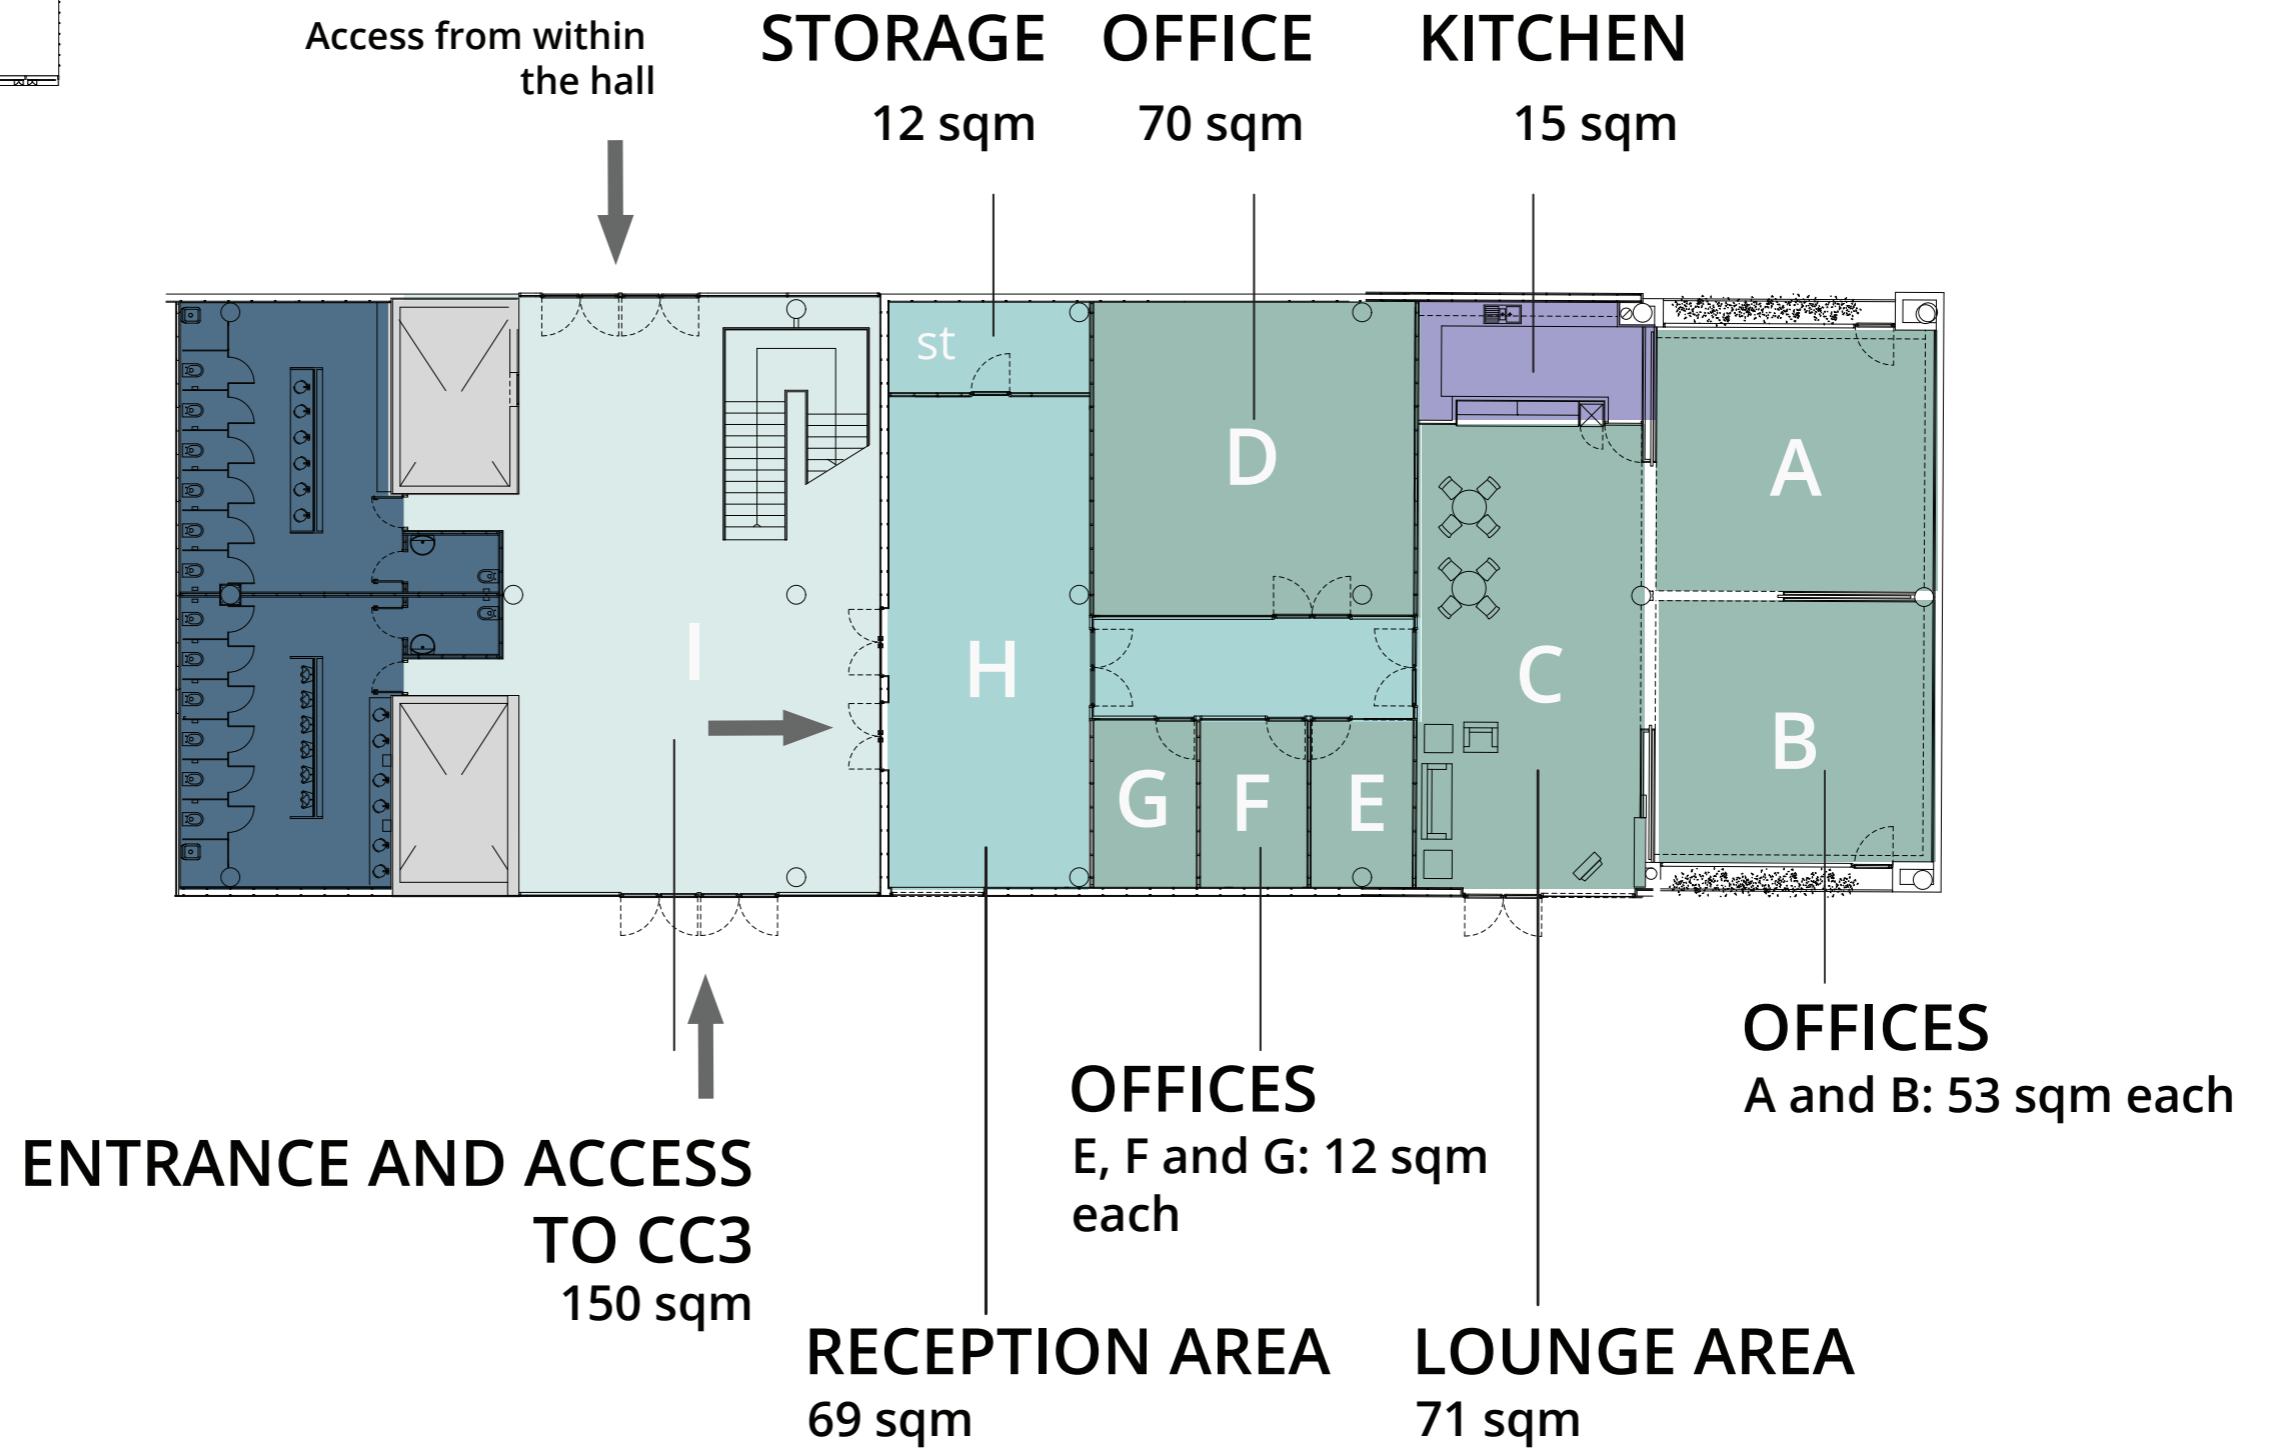 Access from within
the hall
STORAGE
12 sqm
OFFICE
70 sqm
KITCHEN
15 sqm
st
D
A
I
H
C
B
G
F
E
OFFICES
A and B: 53 sqm each
OFFICES
E, F and G: 12 sqm
each
ENTRANCE AND ACCESS
TO CC3
150 sqm
RECEPTION AREA
69 sqm
LOUNGE AREA
71 sqm